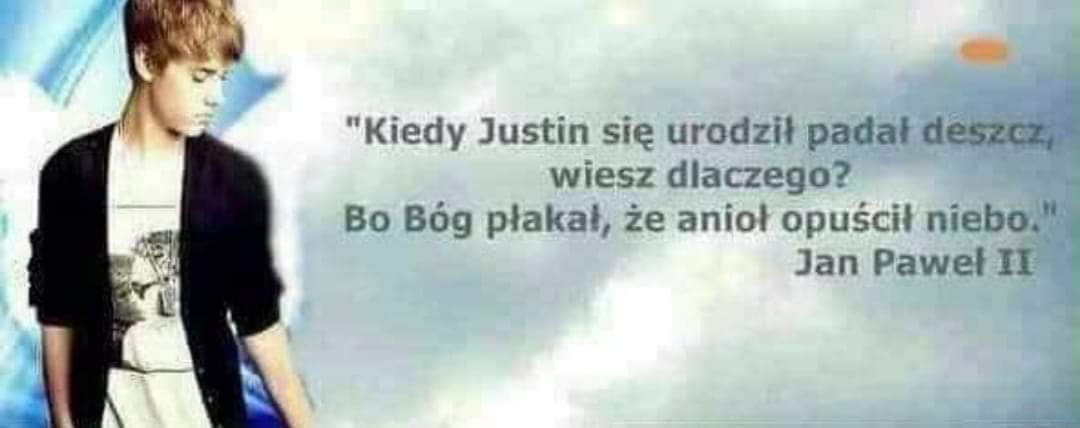 "Kiedy Justin się urodził padał deszcz,
wiesz dlaczego?
Bo Bóg płakał, że anioł opuścił niebo."
Jan Paweł II